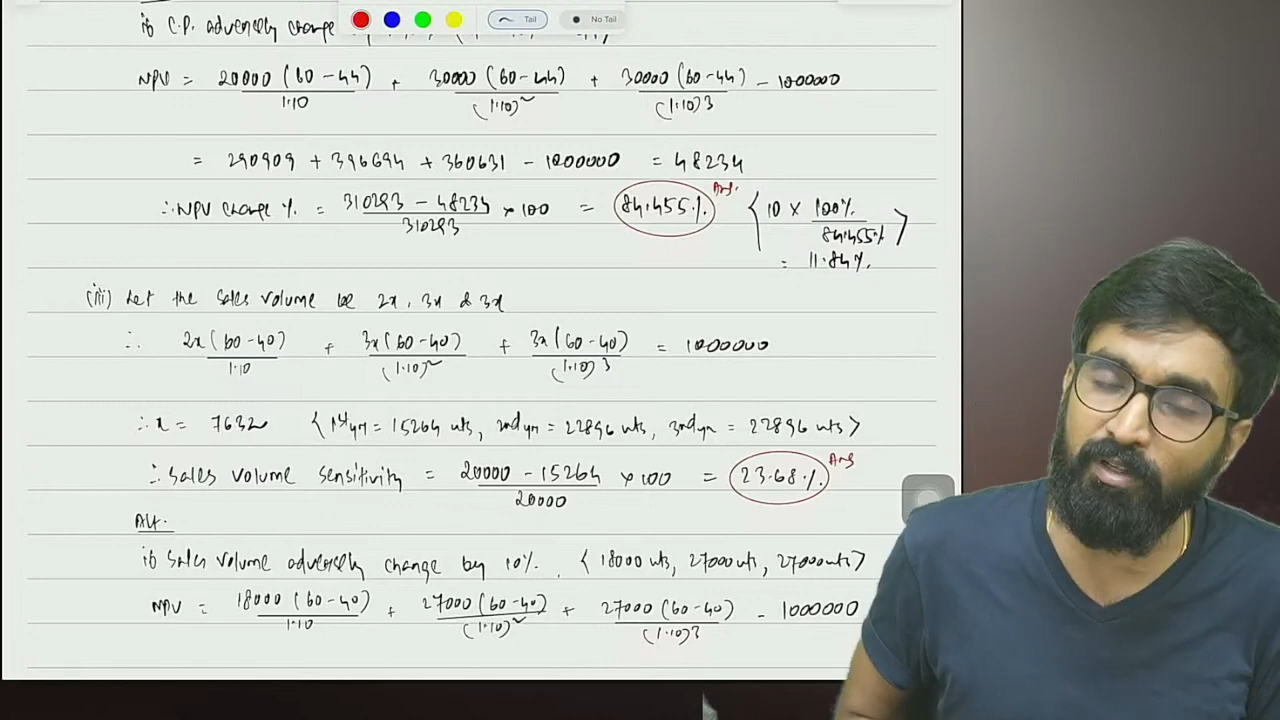 Tail No Tail
if C.P. adversely change
NPV = 20000 (60-44) / 1.10 + 30000 (60-44) / (1.10)² + 30000 (60-44) / (1.10)3 - 1000000
= 290909 + 396694 + 360631 - 1000000 = 48234
∴ NPV change % = 310293 - 48234 / 310293 × 100 = 84.455% Ans. < 10 × 100% / 84.455% >
= 11.84%
(iii) Let the sales volume be 2x, 3x & 3x
∴ 2x(60-40) / 1.10 + 3x(60-40) / (1.10)² + 3x(60-40) / (1.10)3 = 1000000
∴ x = 7632 < 1st yr = 15264 uts, 2nd yr = 22896 uts, 3rd yr = 22896 uts >
∴ Sales volume sensitivity = 20000 - 15264 / 20000 × 100 = 23.68% Ans
Alt.
if sales volume adversely change by 10%. < 18000 uts, 27000 uts, 27000 uts >
NPV = 18000 (60-40) / 1.10 + 27000 (60-40) / (1.10)² + 27000 (60-40) / (1.10)3 - 1000000